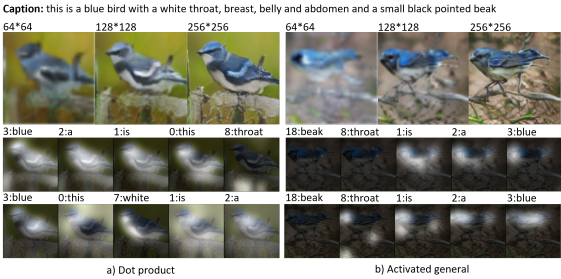 Caption: this is a blue bird with a white throat, breast, belly and abdomen and a small black pointed beak
64*64 128*128 256*256 64*64 128*128 256*256
3:blue 2:a 1:is 0:this 8:throat 18:beak 8:throat 1:is 2:a 3:blue
3:blue 0:this 7:white 1:is 2:a 18:beak 8:throat 1:is 2:a 3:blue
a) Dot product b) Activated general